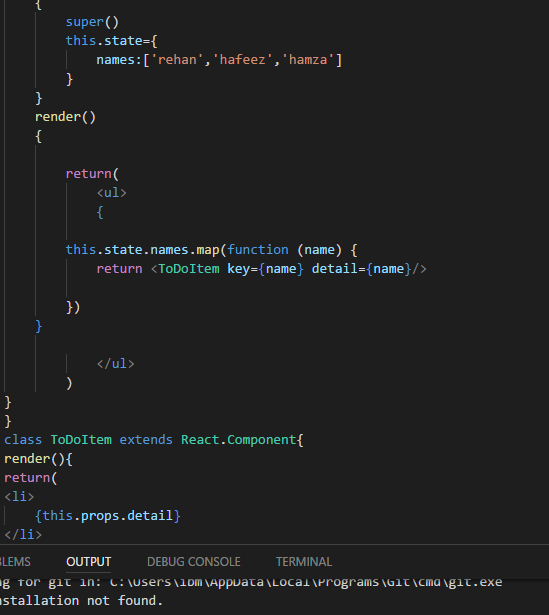 {
super()
this.state={
names:['rehan','hafeez','hamza']
}
}
render()
{
return(
<ul>
{
this.state.names.map(function (name) {
return <ToDoItem key={name} detail={name}/>
})
}
</ul>
)
}
}
class ToDoItem extends React.Component{
render(){
return(
<li>
{this.props.detail}
</li>
BLEMS OUTPUT DEBUG CONSOLE TERMINAL
ng for git in: C:\Users\ibm\AppData\Local\Programs\Git\cmd\git.exe
nstallation not found.